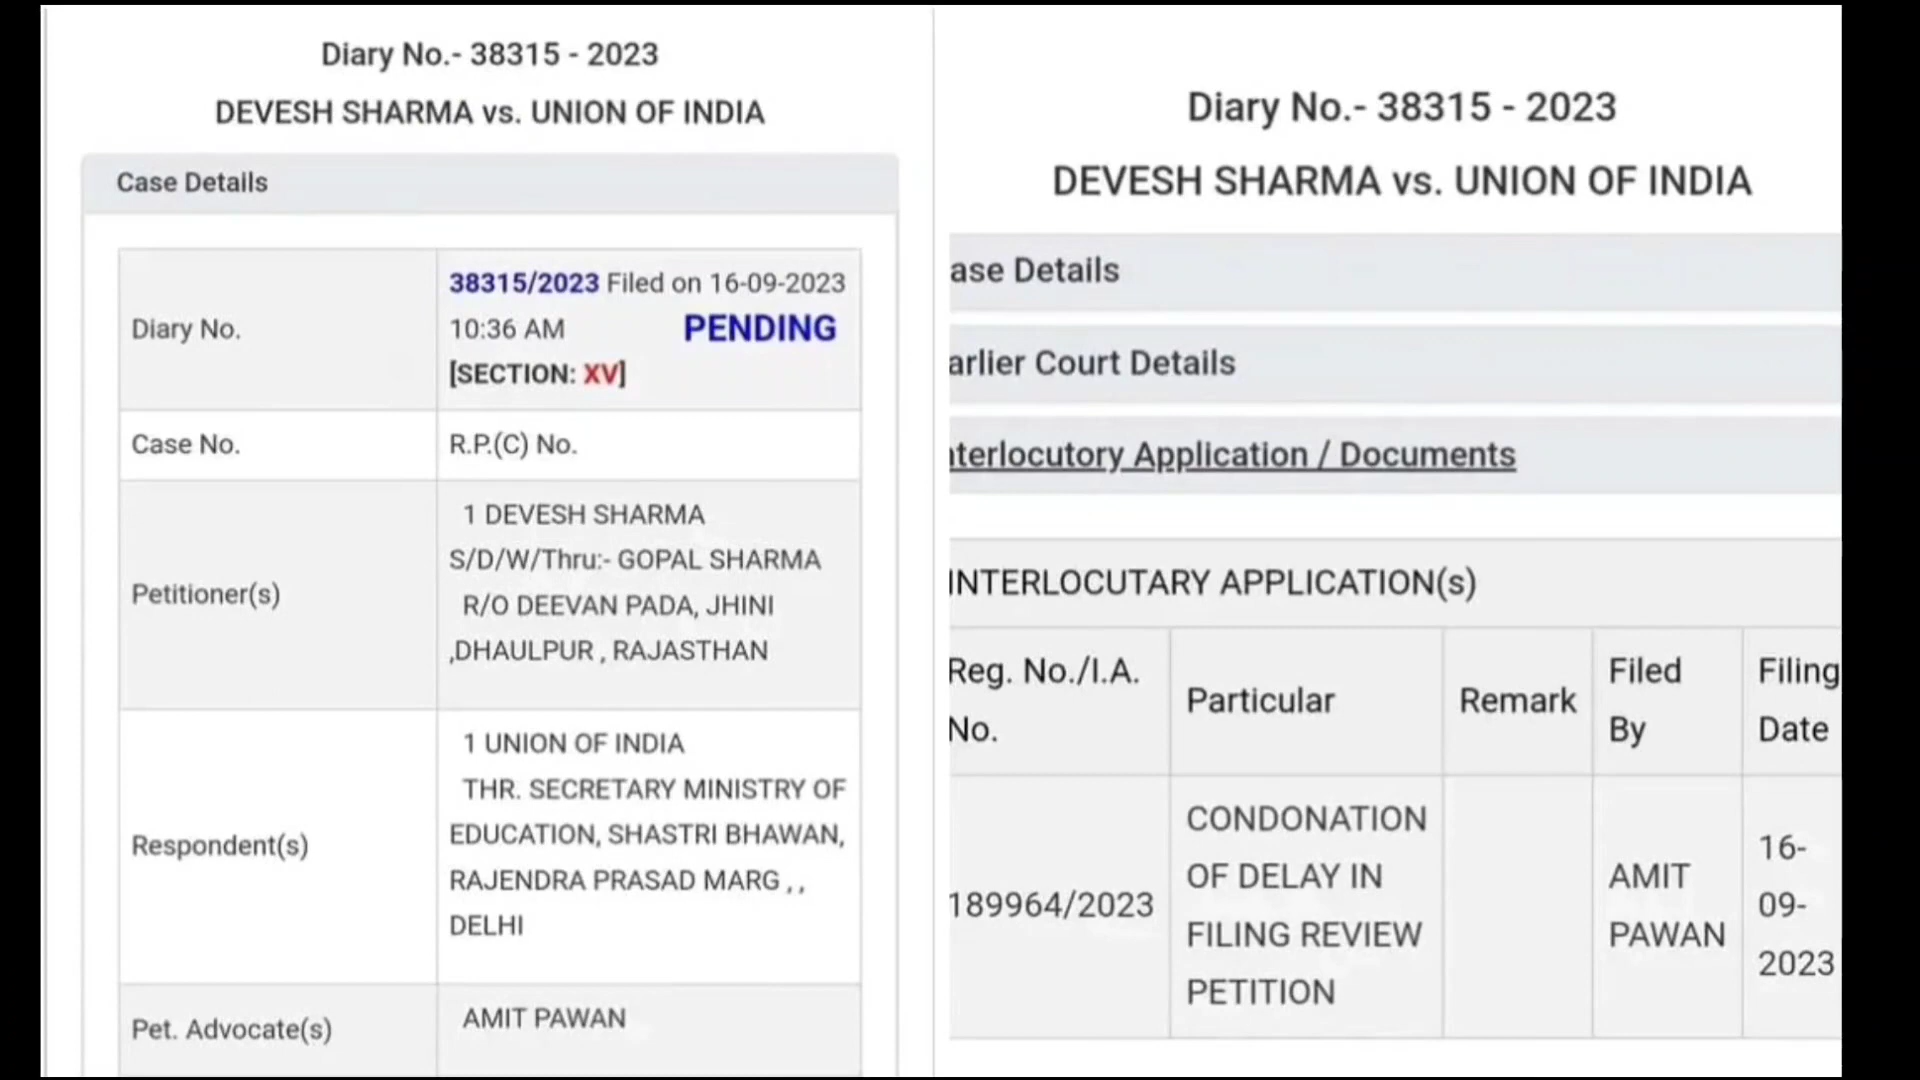 Diary No.- 38315 - 2023
DEVESH SHARMA vs. UNION OF INDIA
Case Details
Diary No.
38315/2023 Filed on 16-09-2023
10:36 AM PENDING
[SECTION: XV]
Case No.
R.P.(C) No.
Petitioner(s)
1 DEVESH SHARMA
S/D/W/Thru:- GOPAL SHARMA
R/O DEEVAN PADA, JHINI
,DHAULPUR , RAJASTHAN
Respondent(s)
1 UNION OF INDIA
THR. SECRETARY MINISTRY OF
EDUCATION, SHASTRI BHAWAN,
RAJENDRA PRASAD MARG , ,
DELHI
Pet. Advocate(s)
AMIT PAWAN
Diary No.- 38315 - 2023
DEVESH SHARMA vs. UNION OF INDIA
ase Details
arlier Court Details
nterlocutory Application / Documents
INTERLOCUTARY APPLICATION(s)
Reg. No./I.A.
No.
Particular
Remark
Filed
By
Filing
Date
189964/2023
CONDONATION
OF DELAY IN
FILING REVIEW
PETITION
AMIT
PAWAN
16-
09-
2023